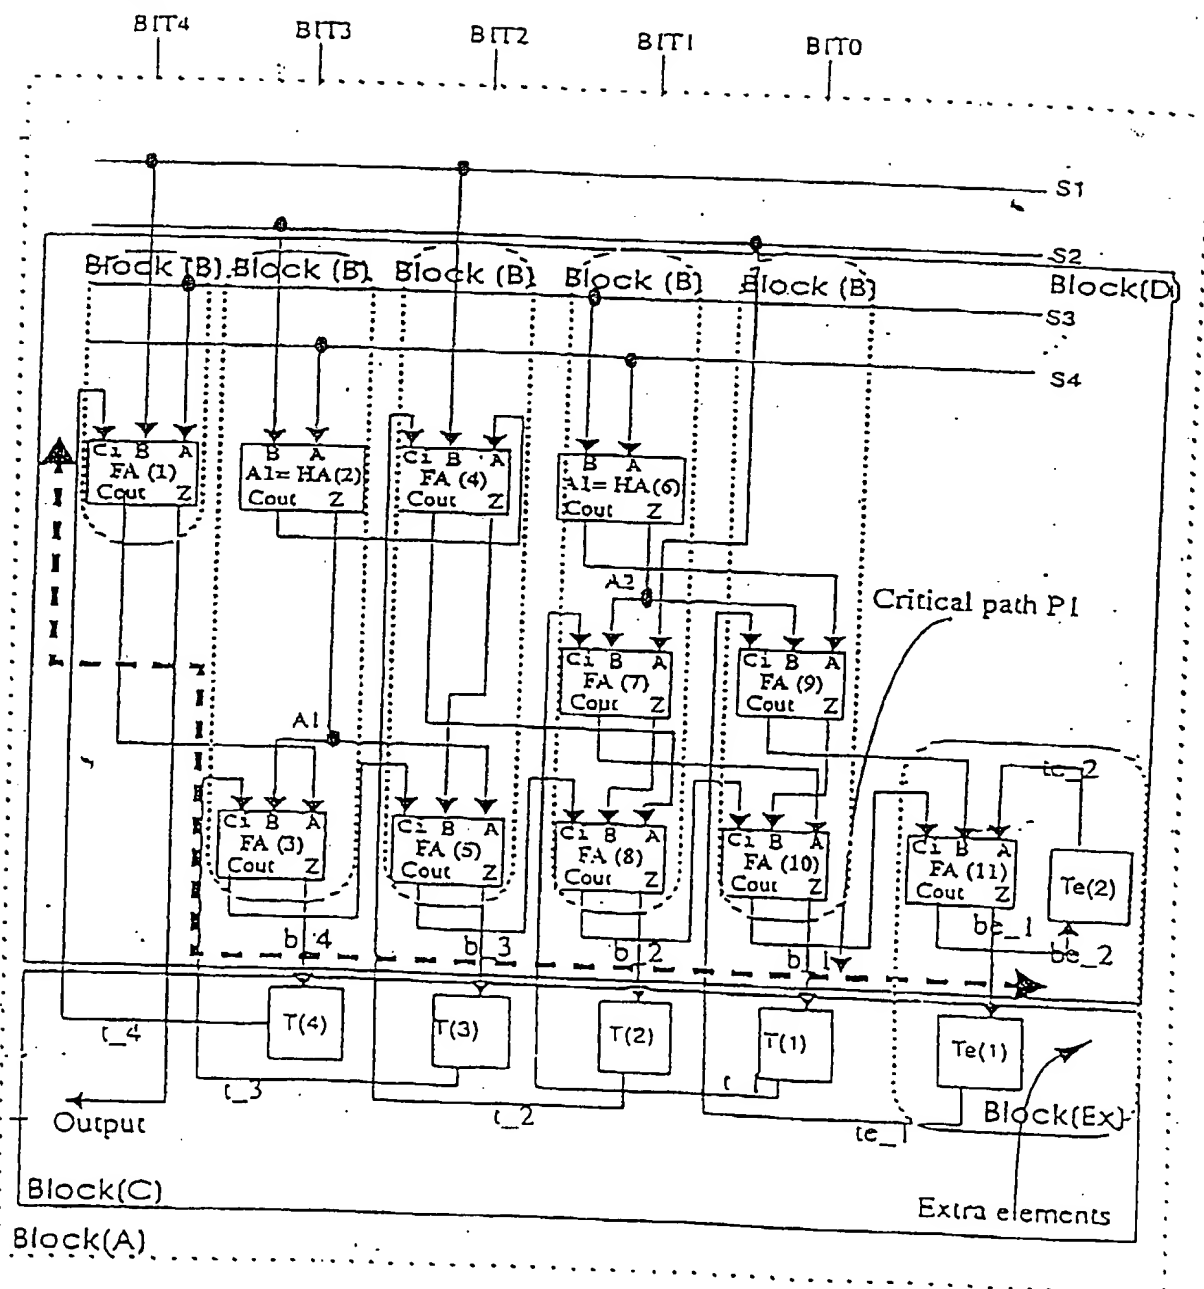 BIT4 BIT3 BIT2 BIT1 BIT0
S1
S2
Block (B) Block (B) Block (B) Block (B) Block (B) Block(D)
S3
S4
Ci B A B A Ci B A B A
FA (1) A1= HA(2) FA (4) A1= HA(6)
Cout Z Cout Z Cout Z Cout Z
A2
Critical path P1
Ci B A Ci B A
FA (7) FA (9)
Cout Z Cout Z
A1
te_2
Ci B A Ci B A Ci B A Ci B A Ci B A
FA (3) FA (5) FA (8) FA (10) FA (11) Te(2)
Cout Z Cout Z Cout Z Cout Z Cout Z
b_4 b_3 b_2 b_1 be_1 be_2
t_4 T(4) T(3) T(2) T(1) Te(1)
t_3 t_2 te_1
Output Block(Ex)
Block(C) Extra elements
Block(A)